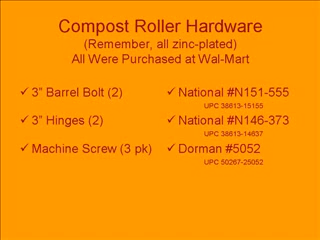 Compost Roller Hardware
(Remember, all zinc-plated)
All Were Purchased at Wal-Mart
✓ 3” Barrel Bolt (2)
✓ National #N151-555
UPC 38613-15155
✓ 3” Hinges (2)
✓ National #N146-373
UPC 38613-14637
✓ Machine Screw (3 pk)
✓ Dorman #5052
UPC 50267-25052